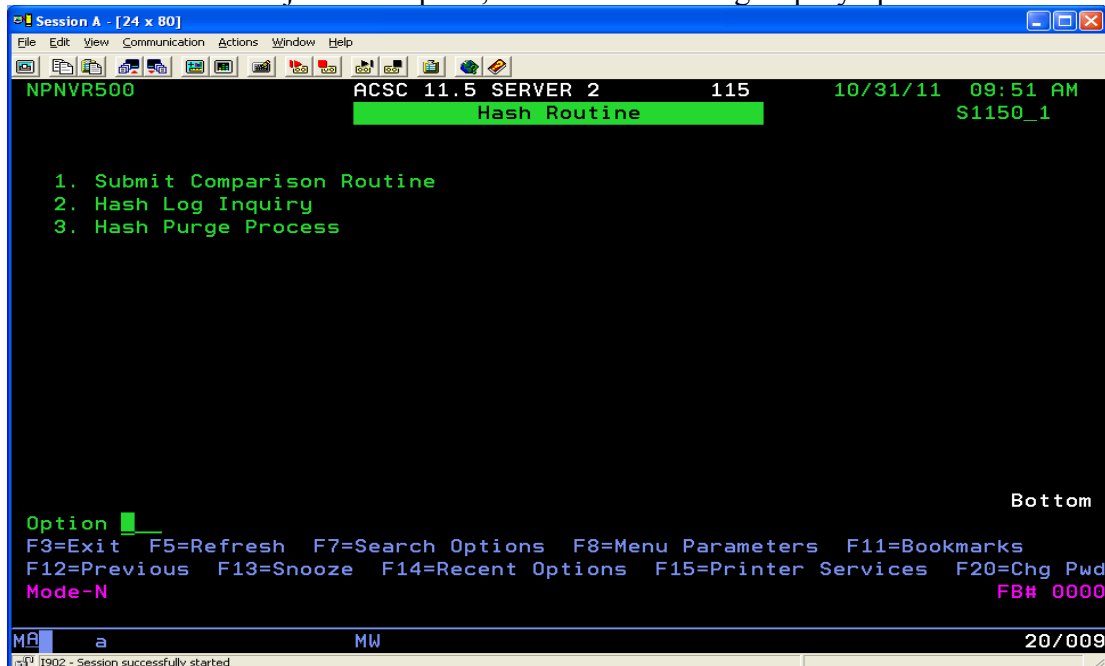 Session A - [24 x 80]
File Edit View Communication Actions Window Help
NPNVR500 ACSC 11.5 SERVER 2 115 10/31/11 09:51 AM
Hash Routine S1150_1
1. Submit Comparison Routine
2. Hash Log Inquiry
3. Hash Purge Process
Bottom
Option
F3=Exit F5=Refresh F7=Search Options F8=Menu Parameters F11=Bookmarks
F12=Previous F13=Snooze F14=Recent Options F15=Printer Services F20=Chg Pwd
Mode-N FB# 0000
MA a MW 20/009
I902 - Session successfully started